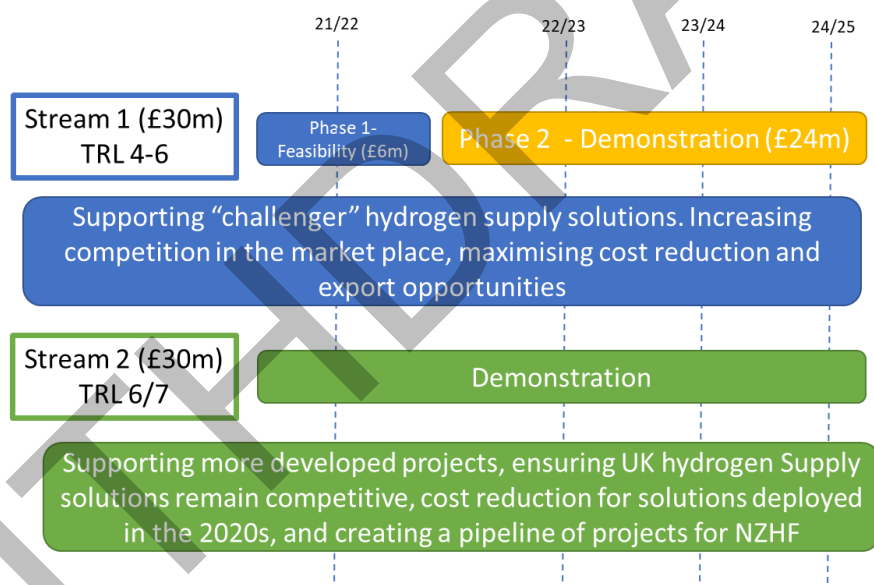 21/22
22/23
23/24
24/25
Stream 1 (£30m)
TRL 4-6
Phase 1-
Feasibility (£6m)
Phase 2 - Demonstration (£24m)
Supporting “challenger” hydrogen supply solutions. Increasing
competition in the market place, maximising cost reduction and
export opportunities
Stream 2 (£30m)
TRL 6/7
Demonstration
Supporting more developed projects, ensuring UK hydrogen Supply
solutions remain competitive, cost reduction for solutions deployed
in the 2020s, and creating a pipeline of projects for NZHF
ITHDRA